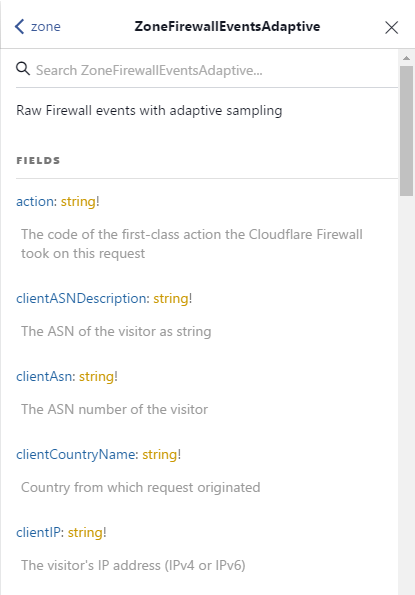 zone
ZoneFirewallEventsAdaptive
Search ZoneFirewallEventsAdaptive...
Raw Firewall events with adaptive sampling
FIELDS
action: string!
The code of the first-class action the Cloudflare Firewall
took on this request
clientASNDescription: string!
The ASN of the visitor as string
clientAsn: string!
The ASN number of the visitor
clientCountryName: string!
Country from which request originated
clientIP: string!
The visitor's IP address (IPv4 or IPv6)